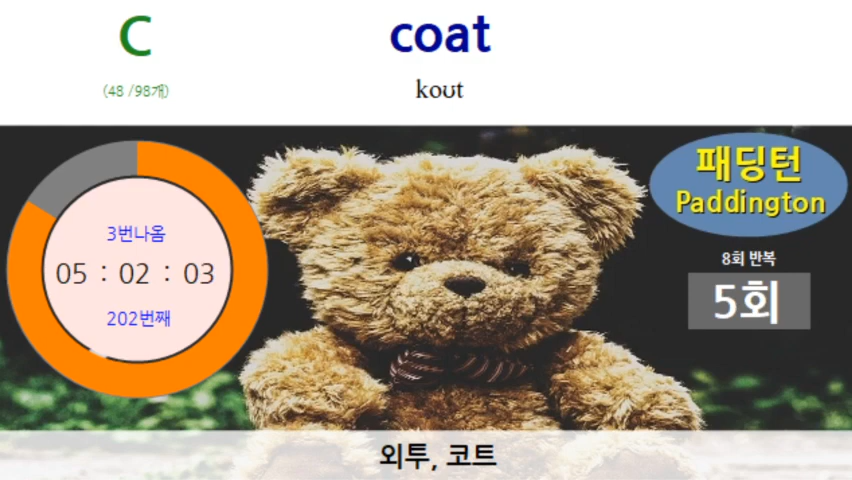 C
coat
(48 /98개)
koʊt
패딩턴
Paddington
3번나옴
05 : 02 : 03
202번째
8회 반복
5회
외투, 코트